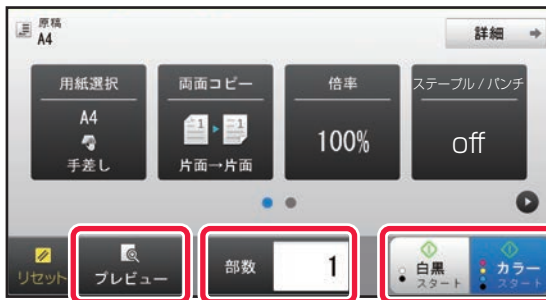 原稿
A4
詳細
用紙選択
A4
手差し
両面コピー
1
1
片面→片面
倍率
100%
ステープル / パンチ
off
リセット
プレビュー
部数
1
白黒
スタート
カラー
スタート